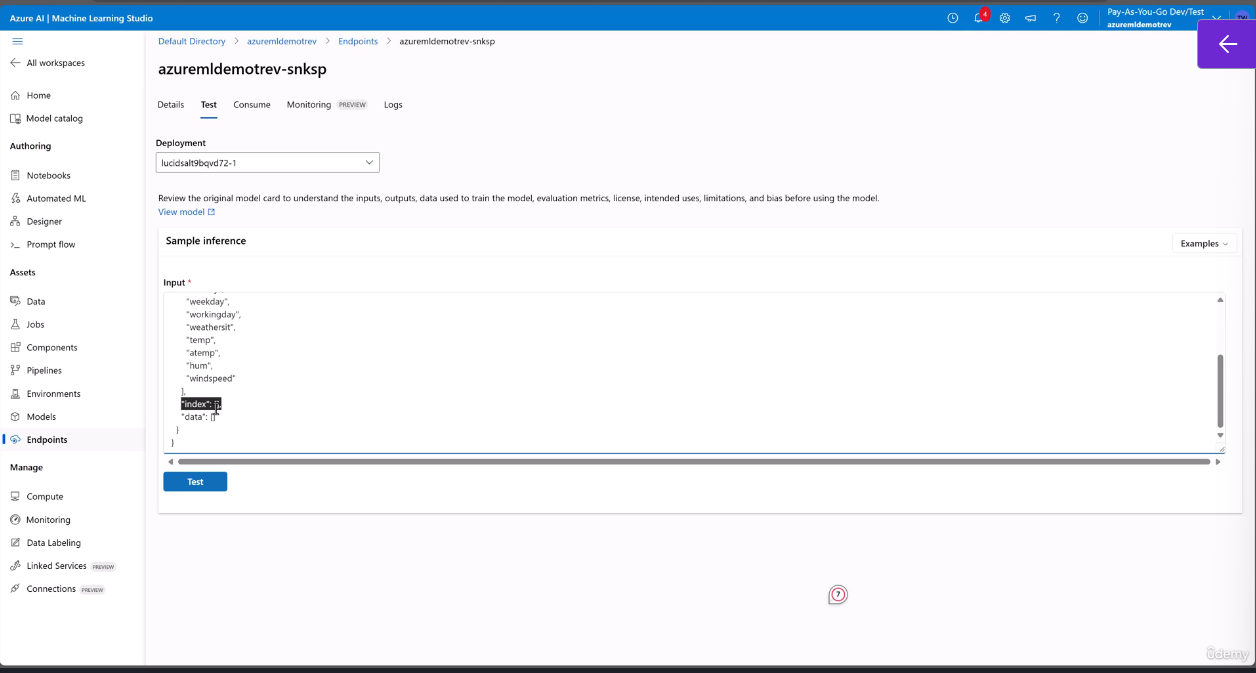 Azure AI | Machine Learning Studio
4
Pay-As-You-Go Dev/Test
azuremldemotrev
TW
Default Directory > azuremldemotrev > Endpoints > azuremldemotrev-snksp
All workspaces
azuremldemotrev-snksp
Home
Model catalog
Details Test Consume Monitoring PREVIEW Logs
Authoring
Deployment
lucidsalt9bqvd72-1
Notebooks
Automated ML
Designer
Prompt flow
Review the original model card to understand the inputs, outputs, data used to train the model, evaluation metrics, license, intended uses, limitations, and bias before using the model.
View model
Sample inference
Examples
Assets
Data
Jobs
Components
Pipelines
Environments
Models
Endpoints
Input *
"weekday",
"workingday",
"weathersit",
"temp",
"atemp",
"hum",
"windspeed"
],
"index": [],
"data": []
}
}
Test
Manage
Compute
Monitoring
Data Labeling
Linked Services PREVIEW
Connections PREVIEW
7
ûdemy